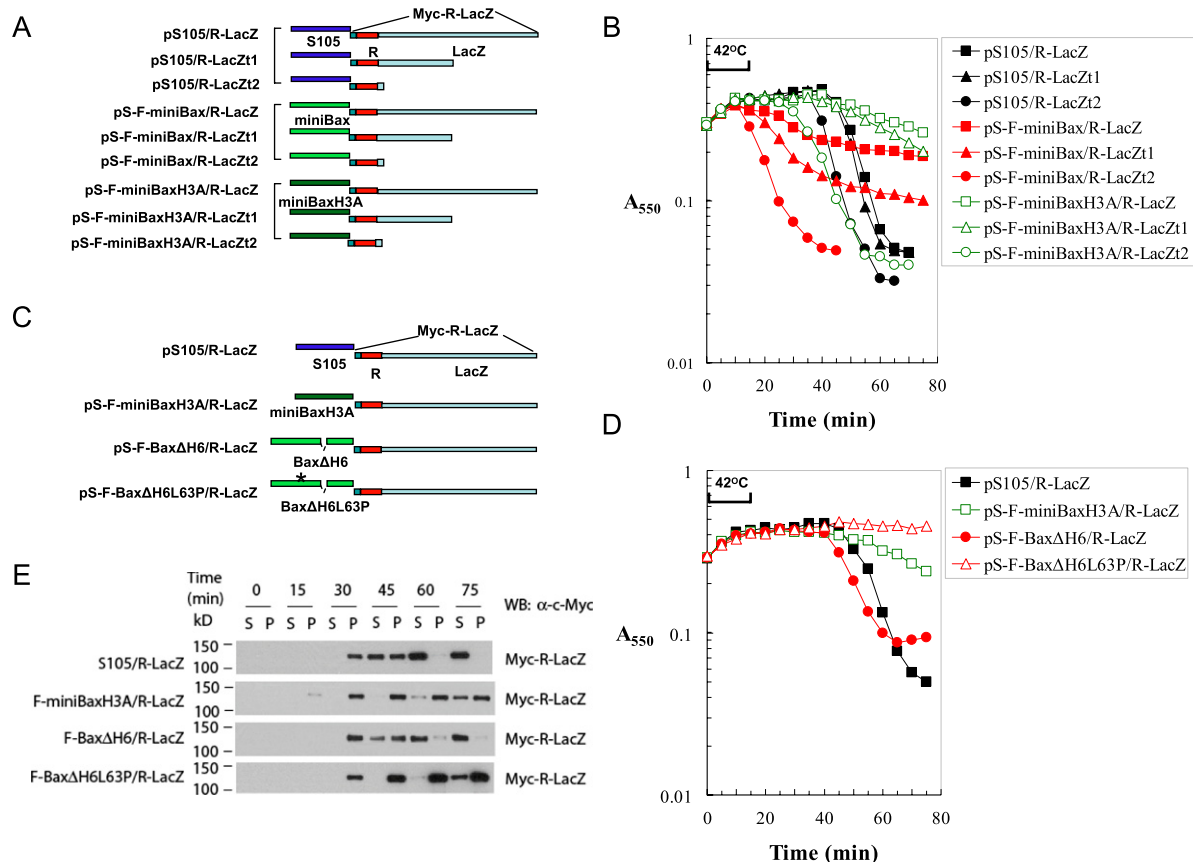 A
Myc-R-LacZ
pS105/R-LacZ
S105
R
LacZ
pS105/R-LacZt1
pS105/R-LacZt2
pS-F-miniBax/R-LacZ
miniBax
pS-F-miniBax/R-LacZt1
pS-F-miniBax/R-LacZt2
pS-F-miniBaxH3A/R-LacZ
miniBaxH3A
pS-F-miniBaxH3A/R-LacZt1
pS-F-miniBaxH3A/R-LacZt2
B
1
42°C
0.1
0.01
A550
0 20 40 60 80
Time (min)
pS105/R-LacZ
pS105/R-LacZt1
pS105/R-LacZt2
pS-F-miniBax/R-LacZ
pS-F-miniBax/R-LacZt1
pS-F-miniBax/R-LacZt2
pS-F-miniBaxH3A/R-LacZ
pS-F-miniBaxH3A/R-LacZt1
pS-F-miniBaxH3A/R-LacZt2
C
Myc-R-LacZ
pS105/R-LacZ
S105
R
LacZ
pS-F-miniBaxH3A/R-LacZ
miniBaxH3A
pS-F-BaxΔH6/R-LacZ
BaxΔH6
*
pS-F-BaxΔH6L63P/R-LacZ
BaxΔH6L63P
D
1
42°C
0.1
0.01
A550
0 20 40 60 80
Time (min)
pS105/R-LacZ
pS-F-miniBaxH3A/R-LacZ
pS-F-BaxΔH6/R-LacZ
pS-F-BaxΔH6L63P/R-LacZ
E
Time (min) 0 15 30 45 60 75
WB: α-c-Myc
kD S P S P S P S P S P S P
S105/R-LacZ 150 100 Myc-R-LacZ
F-miniBaxH3A/R-LacZ 150 100 Myc-R-LacZ
F-BaxΔH6/R-LacZ 150 100 Myc-R-LacZ
F-BaxΔH6L63P/R-LacZ 150 100 Myc-R-LacZ